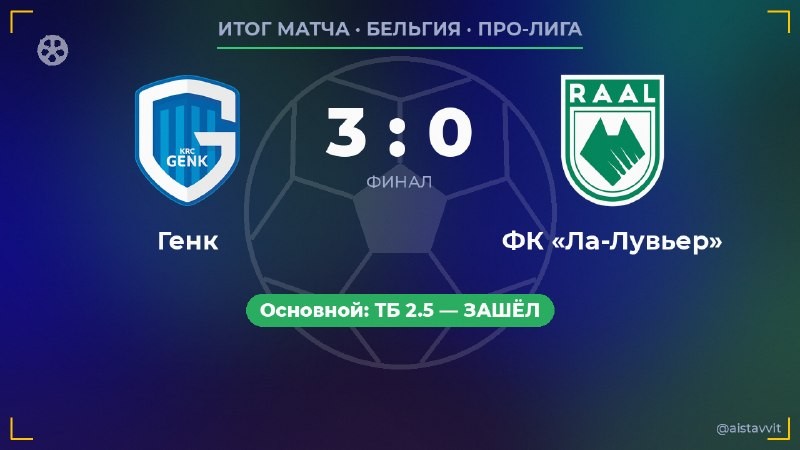 ИТОГ МАТЧА · БЕЛЬГИЯ · ПРО-ЛИГА
KRC
GENK
3 : 0
RAAL
ФИНАЛ
Генк
ФК «Ла-Лувьер»
Основной: ТБ 2.5 — ЗАШЁЛ
@aistavvit